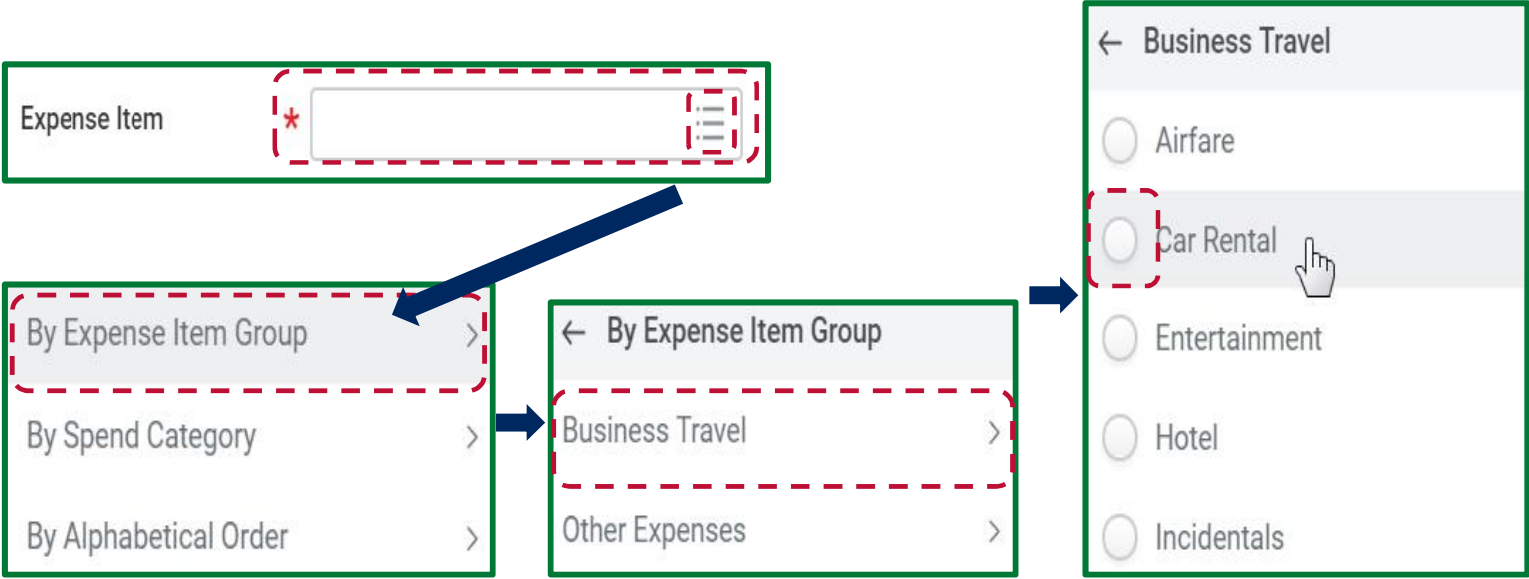 Expense Item *
By Expense Item Group
By Spend Category
By Alphabetical Order
← By Expense Item Group
Business Travel
Other Expenses
← Business Travel
Airfare
Car Rental
Entertainment
Hotel
Incidentals